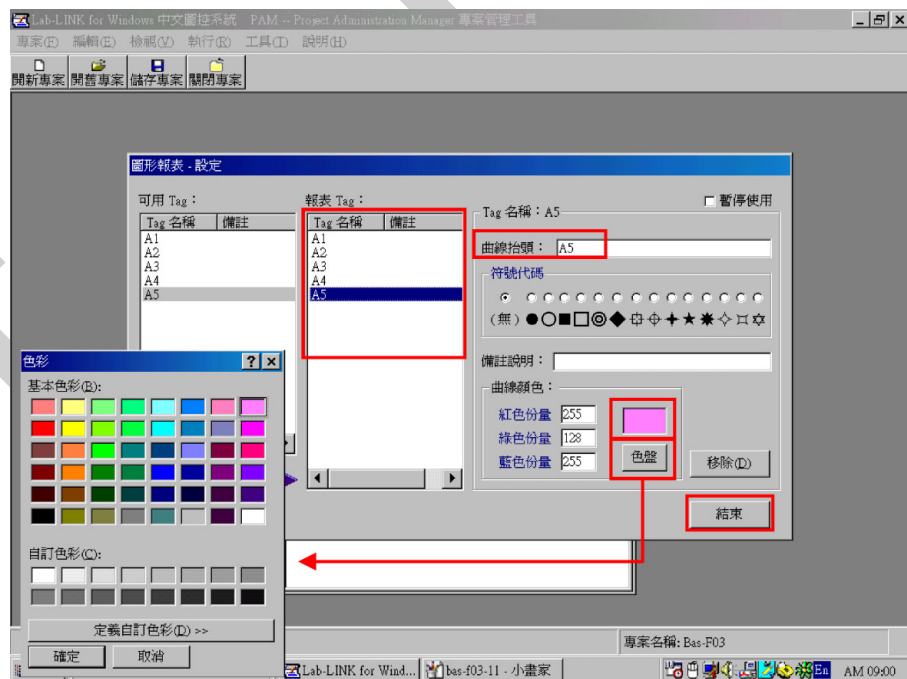 Lab-LINK for Windows 中文圖控系統 PAM -- Project Administration Manager 專案管理工具
專案(F) 編輯(E) 檢視(V) 執行(R) 工具(T) 說明(H)
開新專案 開舊專案 儲存專案 關閉專案
圖形報表 - 設定
可用 Tag：
Tag 名稱 備註
A1
A2
A3
A4
A5
報表 Tag：
Tag 名稱 備註
A1
A2
A3
A4
A5
Tag 名稱：A5
暫停使用
曲線抬頭： A5
符號代碼
(無)
備註說明：
曲線顏色：
紅色份量 255
綠色份量 128
藍色份量 255
色盤
移除(D)
結束
色彩
基本色彩(B):
自訂色彩(C):
定義自訂色彩(D) >>
確定 取消
專案名稱: Bas-F03
Lab-LINK for Wind... bas-f03-11 - 小畫家 En AM 09:00